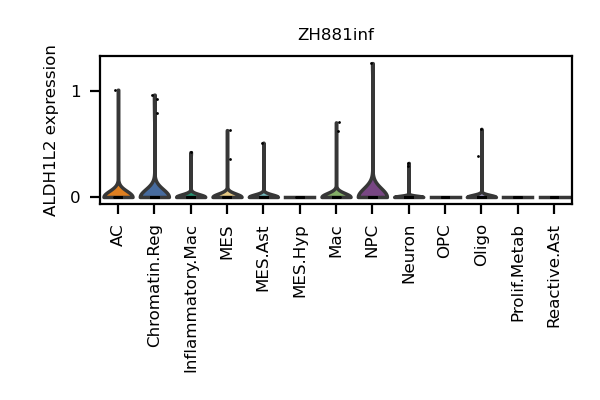 ZH881inf
ALDH1L2 expression
1
0
AC
Chromatin.Reg
Inflammatory.Mac
MES
MES.Ast
MES.Hyp
Mac
NPC
Neuron
OPC
Oligo
Prolif.Metab
Reactive.Ast